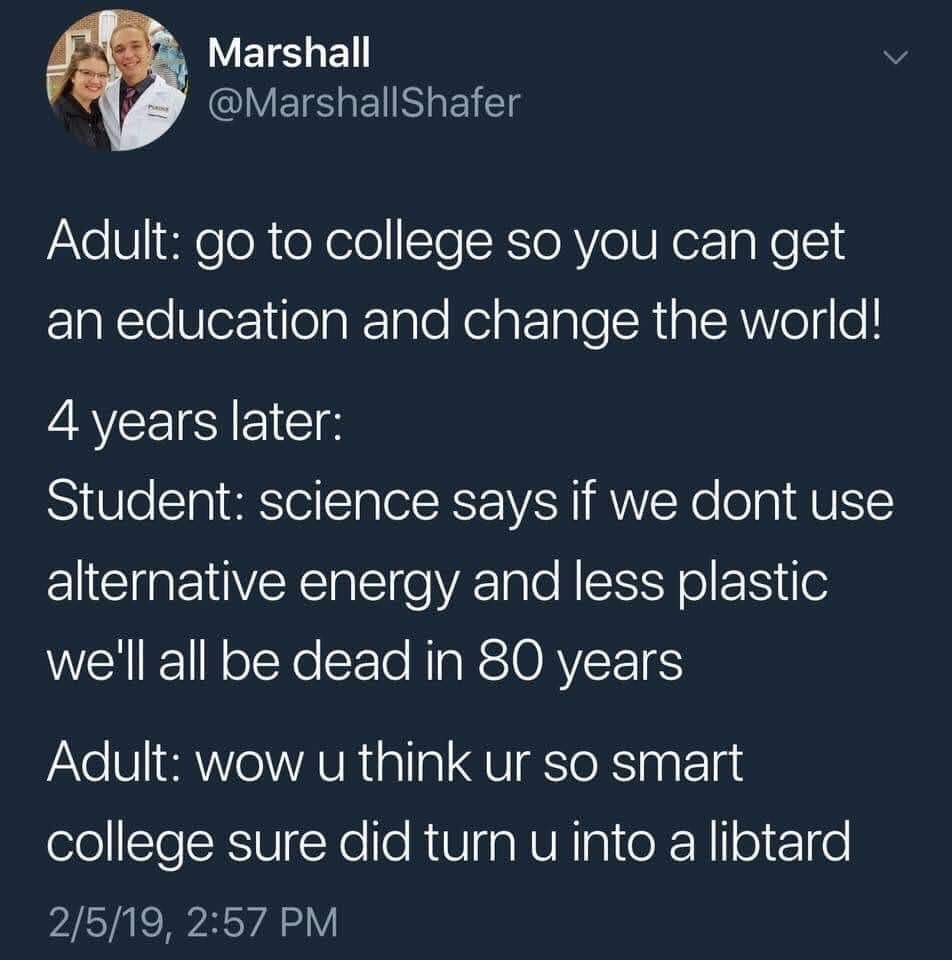 Marshall
@MarshallShafer
Adult: go to college so you can get
an education and change the world!
4 years later:
Student: science says if we dont use
alternative energy and less plastic
we'll all be dead in 80 years
Adult: wow u think ur so smart
college sure did turn u into a libtard
2/5/19, 2:57 PM